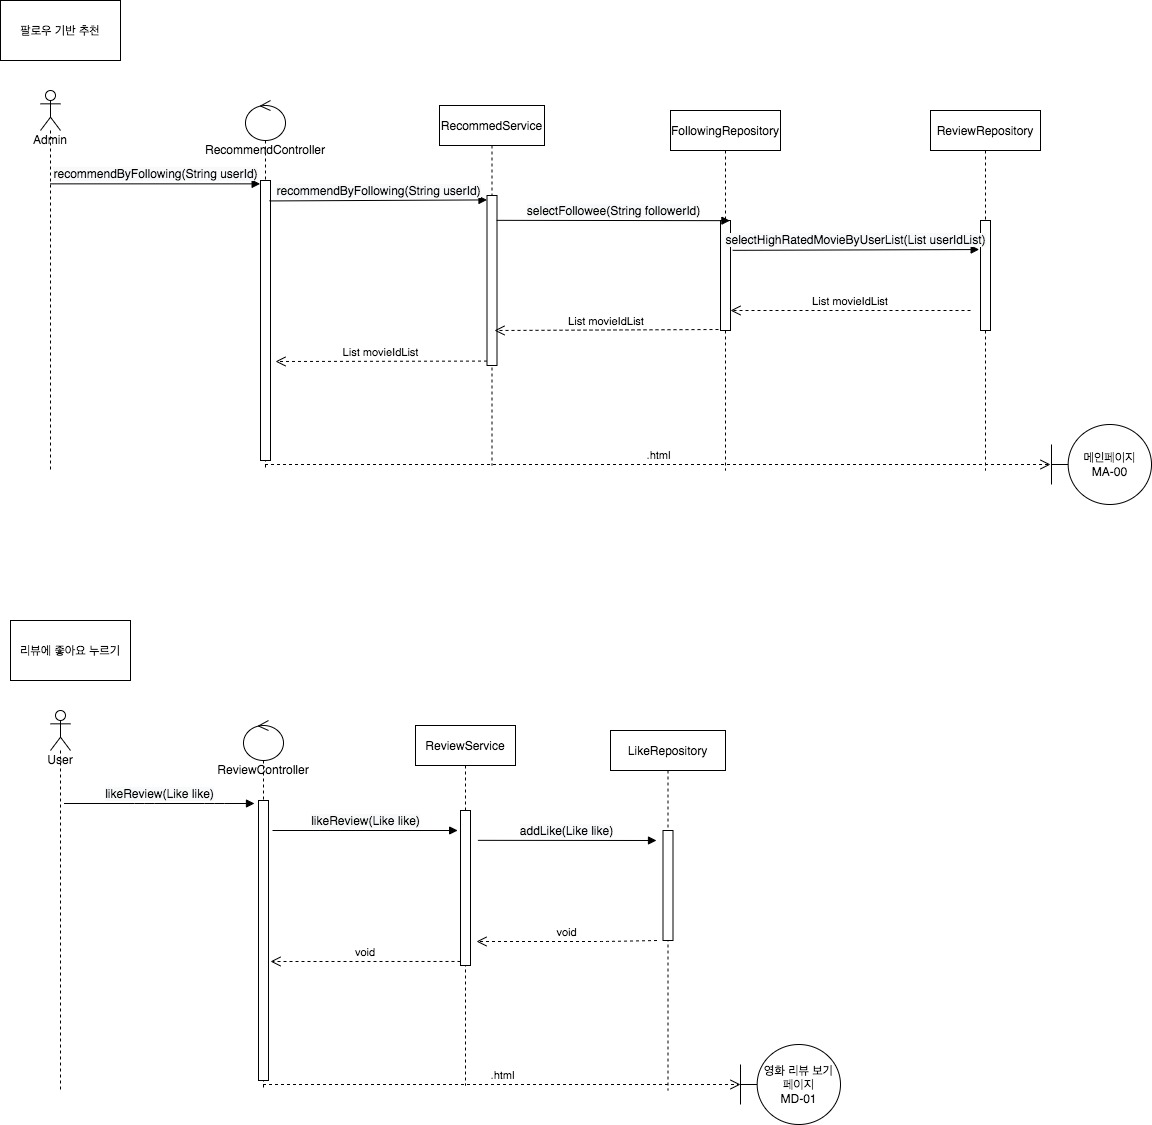 팔로우 기반 추천
Admin
RecommendController
RecommedService
FollowingRepository
ReviewRepository
recommendByFollowing(String userId)
recommendByFollowing(String userId)
selectFollowee(String followerId)
selectHighRatedMovieByUserList(List userIdList)
List movieIdList
List movieIdList
List movieIdList
.html
메인페이지
MA-00
리뷰에 좋아요 누르기
User
ReviewController
ReviewService
LikeRepository
likeReview(Like like)
likeReview(Like like)
addLike(Like like)
void
void
.html
영화 리뷰 보기
페이지
MD-01